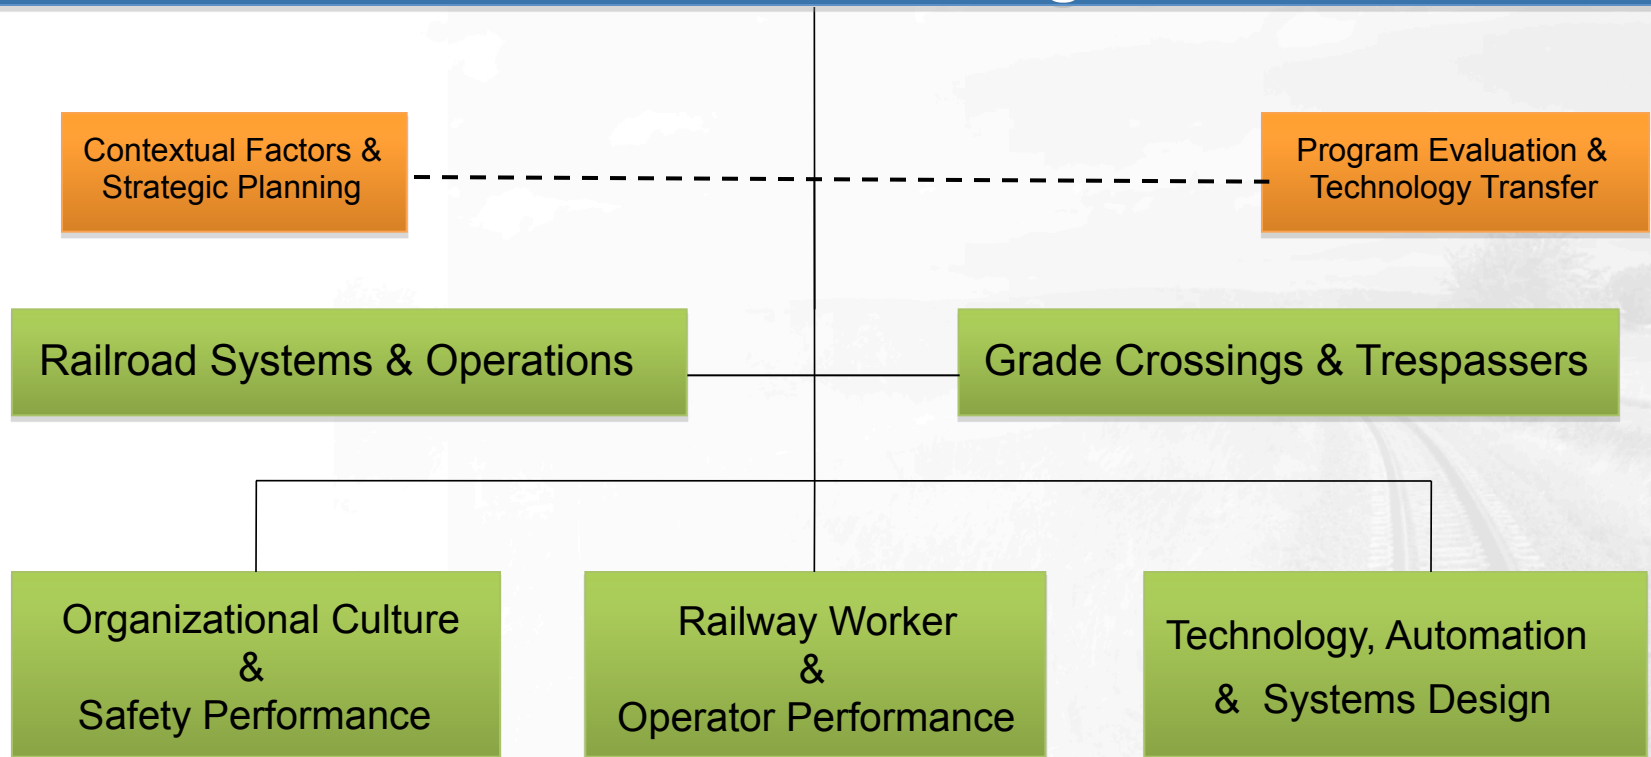 Contextual Factors &
Strategic Planning
Program Evaluation &
Technology Transfer
Railroad Systems & Operations
Grade Crossings & Trespassers
Organizational Culture
&
Safety Performance
Railway Worker
&
Operator Performance
Technology, Automation
& Systems Design